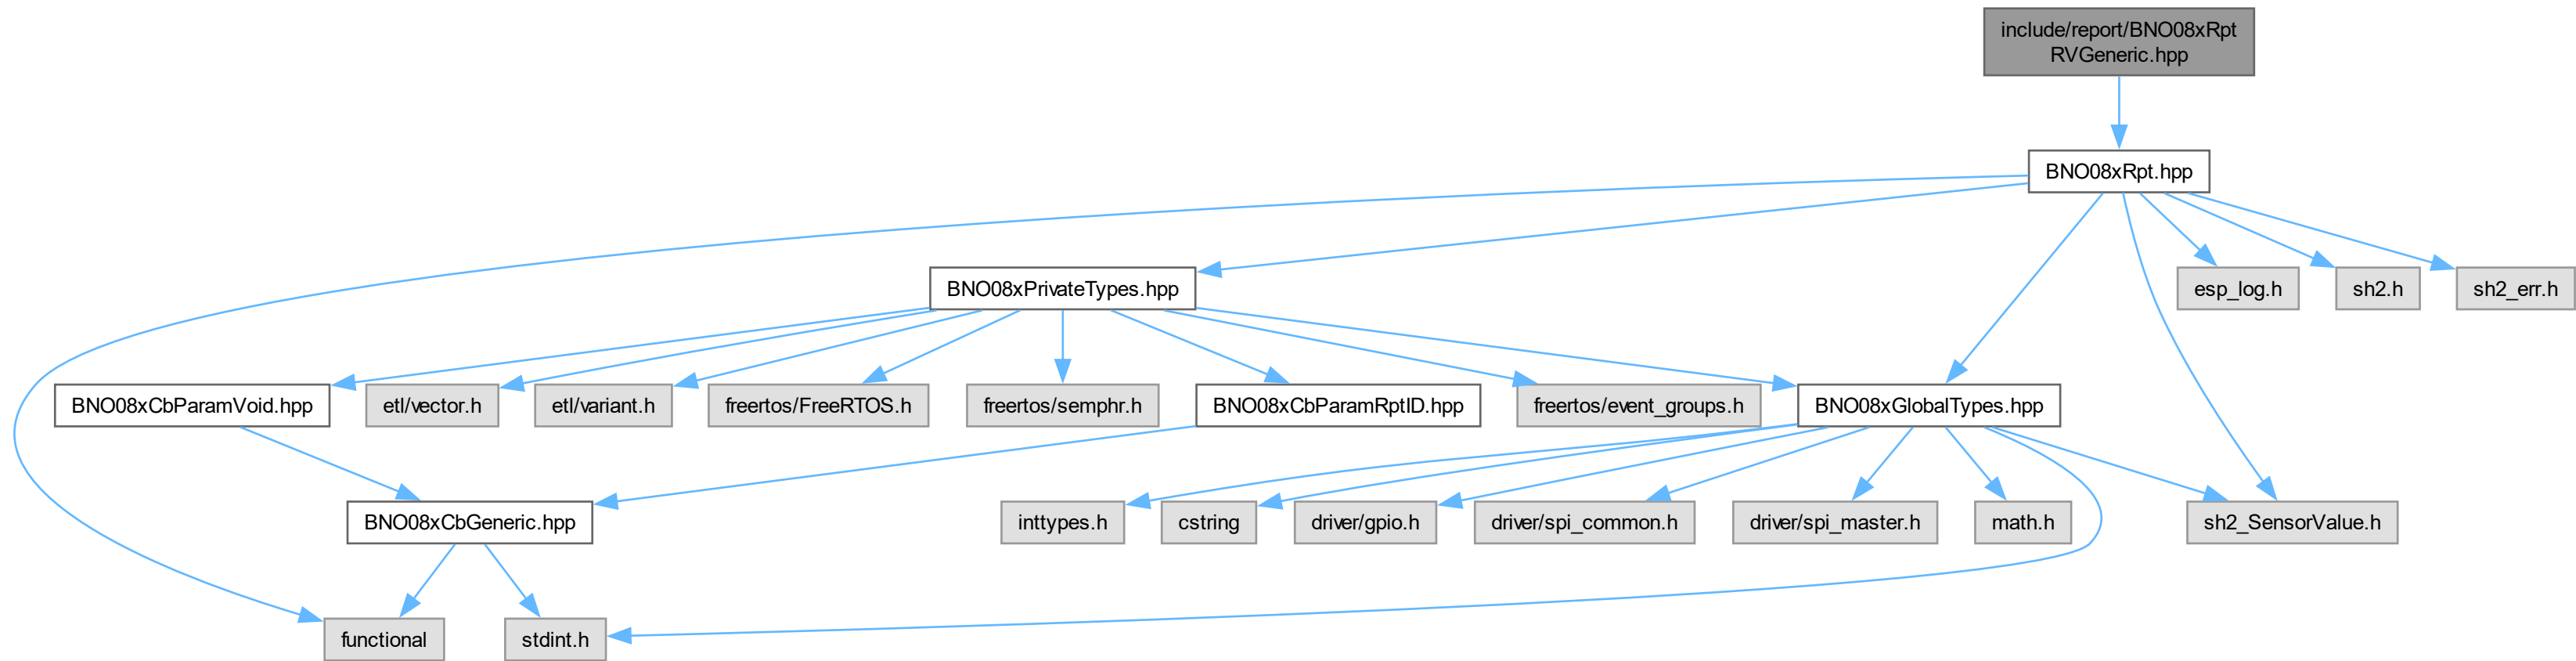 include/report/BNO08xRpt
RVGeneric.hpp
BNO08xRpt.hpp
BNO08xPrivateTypes.hpp
esp_log.h
sh2.h
sh2_err.h
BNO08xCbParamVoid.hpp
etl/vector.h
etl/variant.h
freertos/FreeRTOS.h
freertos/semphr.h
BNO08xCbParamRptID.hpp
freertos/event_groups.h
BNO08xGlobalTypes.hpp
BNO08xCbGeneric.hpp
inttypes.h
cstring
driver/gpio.h
driver/spi_common.h
driver/spi_master.h
math.h
sh2_SensorValue.h
functional
stdint.h